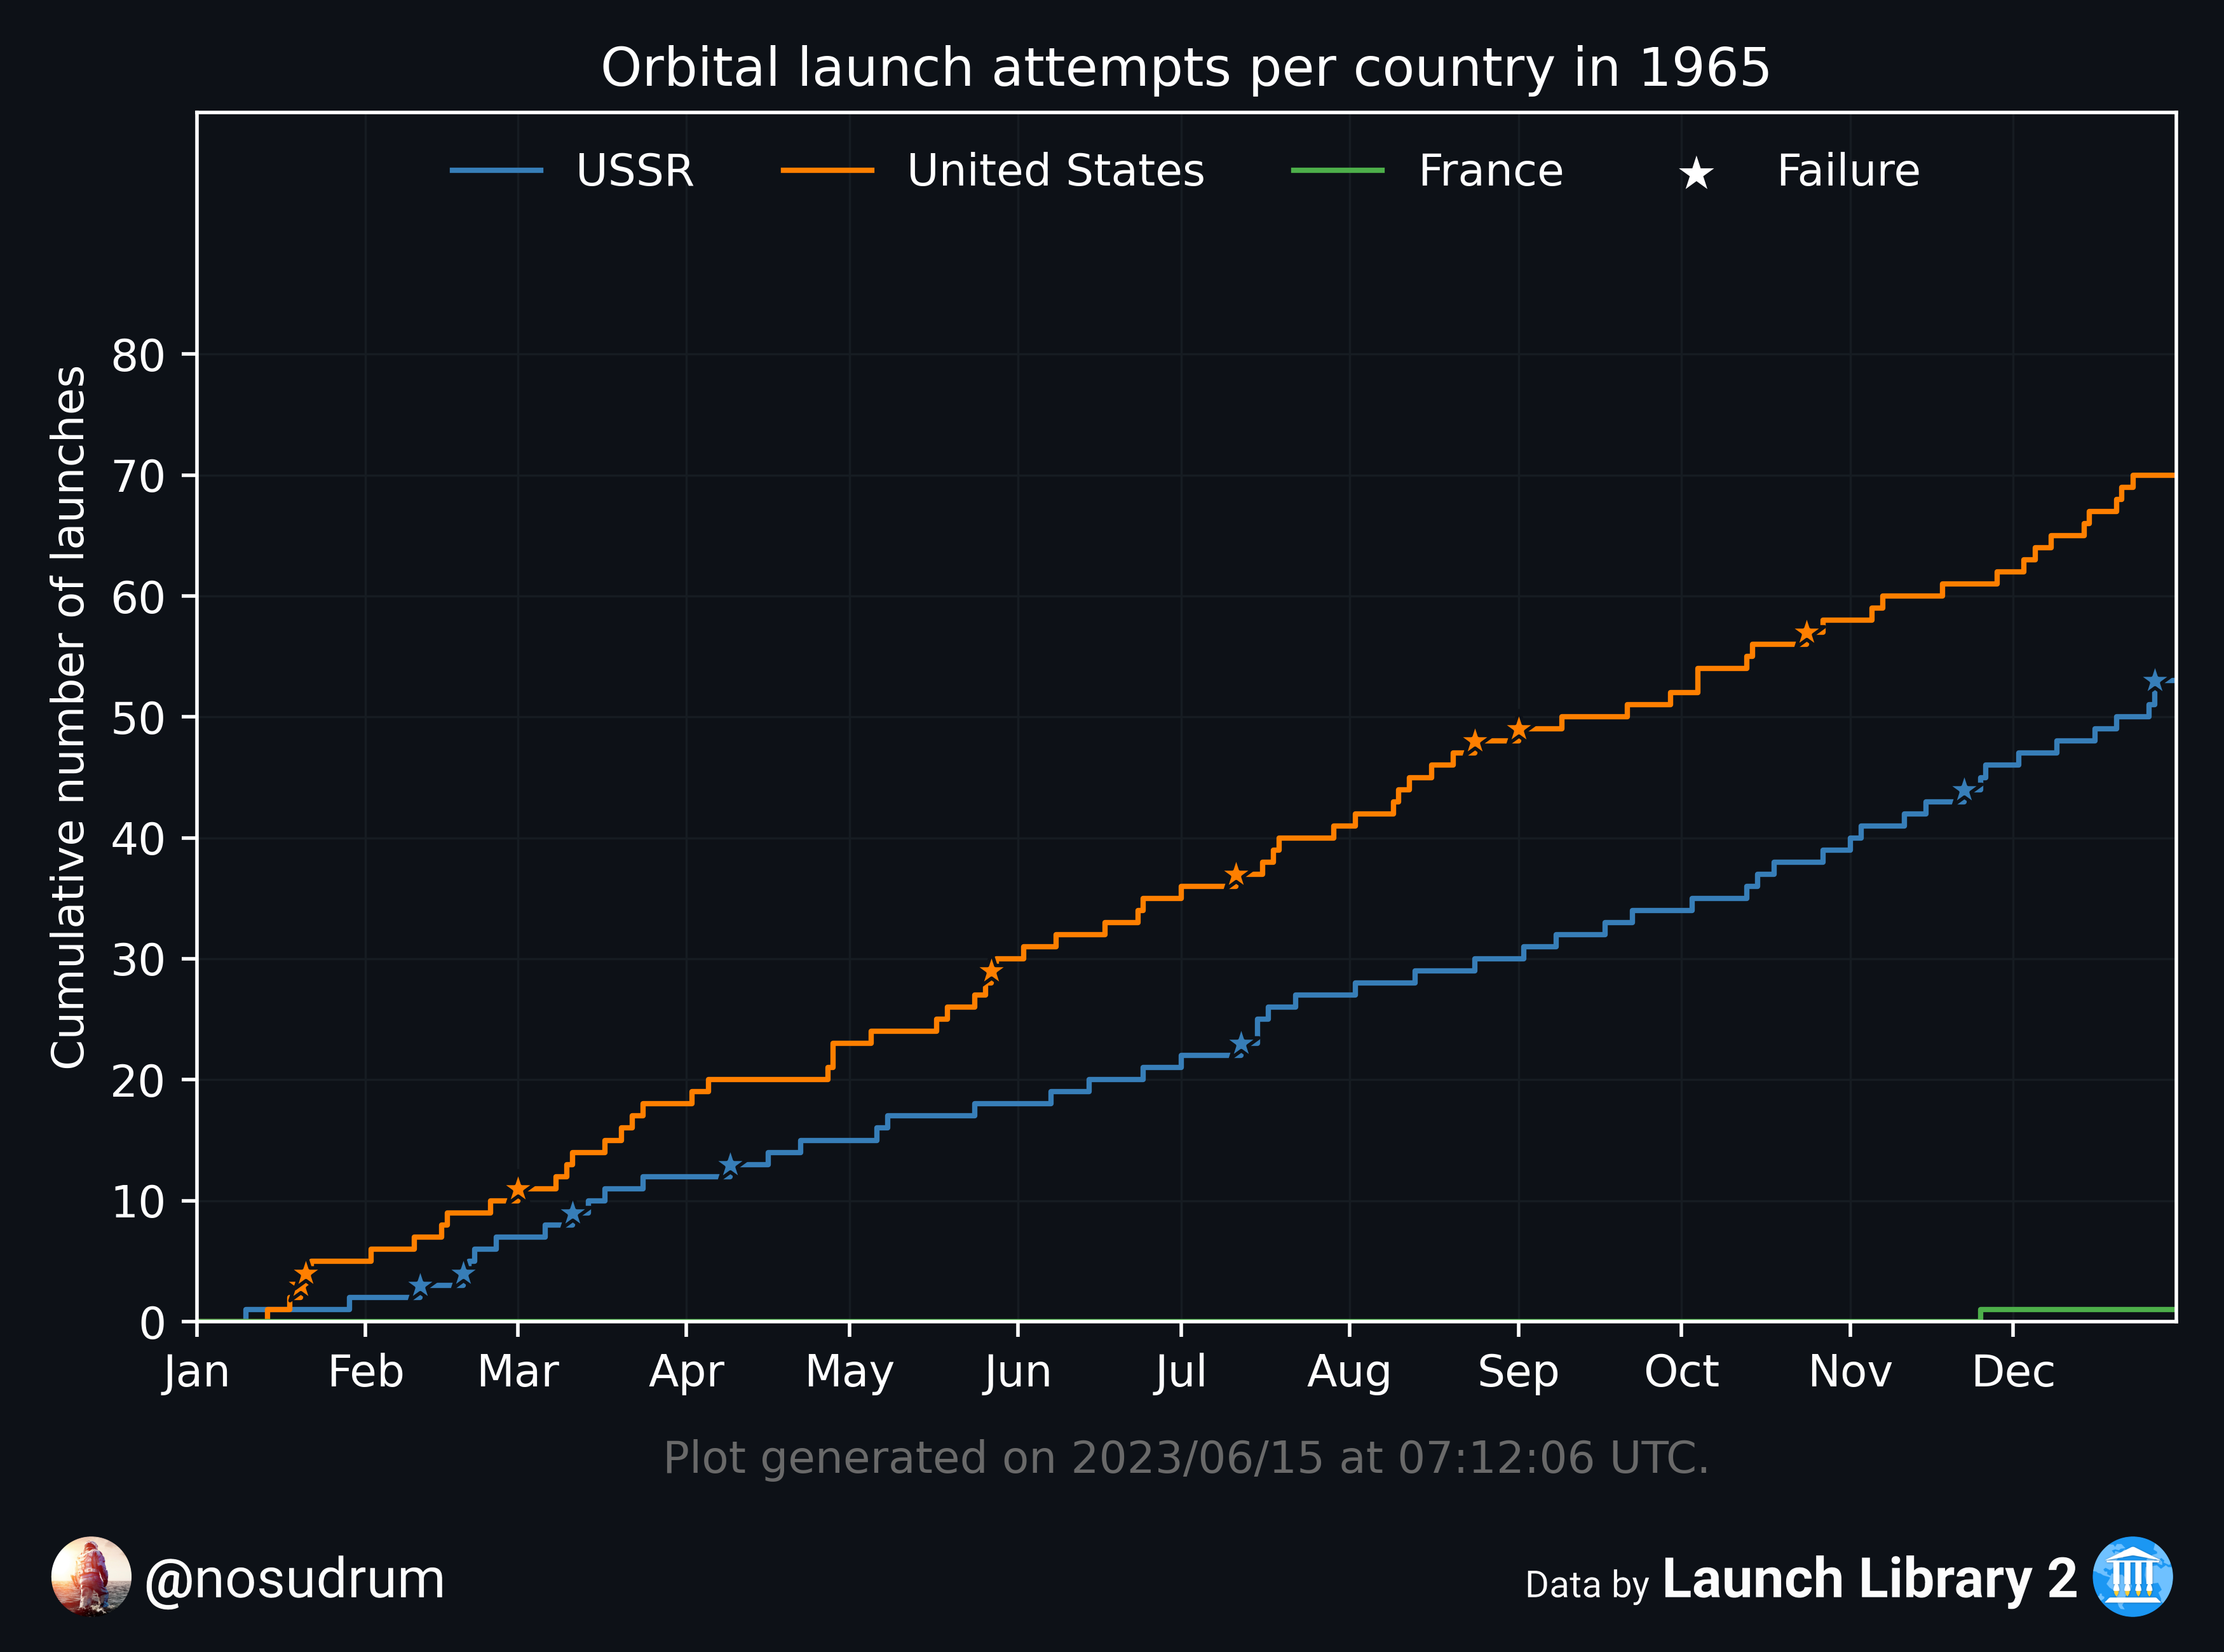 Orbital launch attempts per country in 1965
USSR United States France Failure
Cumulative number of launches
80
70
60
50
40
30
20
10
0
Jan Feb Mar Apr May Jun Jul Aug Sep Oct Nov Dec
Plot generated on 2023/06/15 at 07:12:06 UTC.
@nosudrum
Data by Launch Library 2